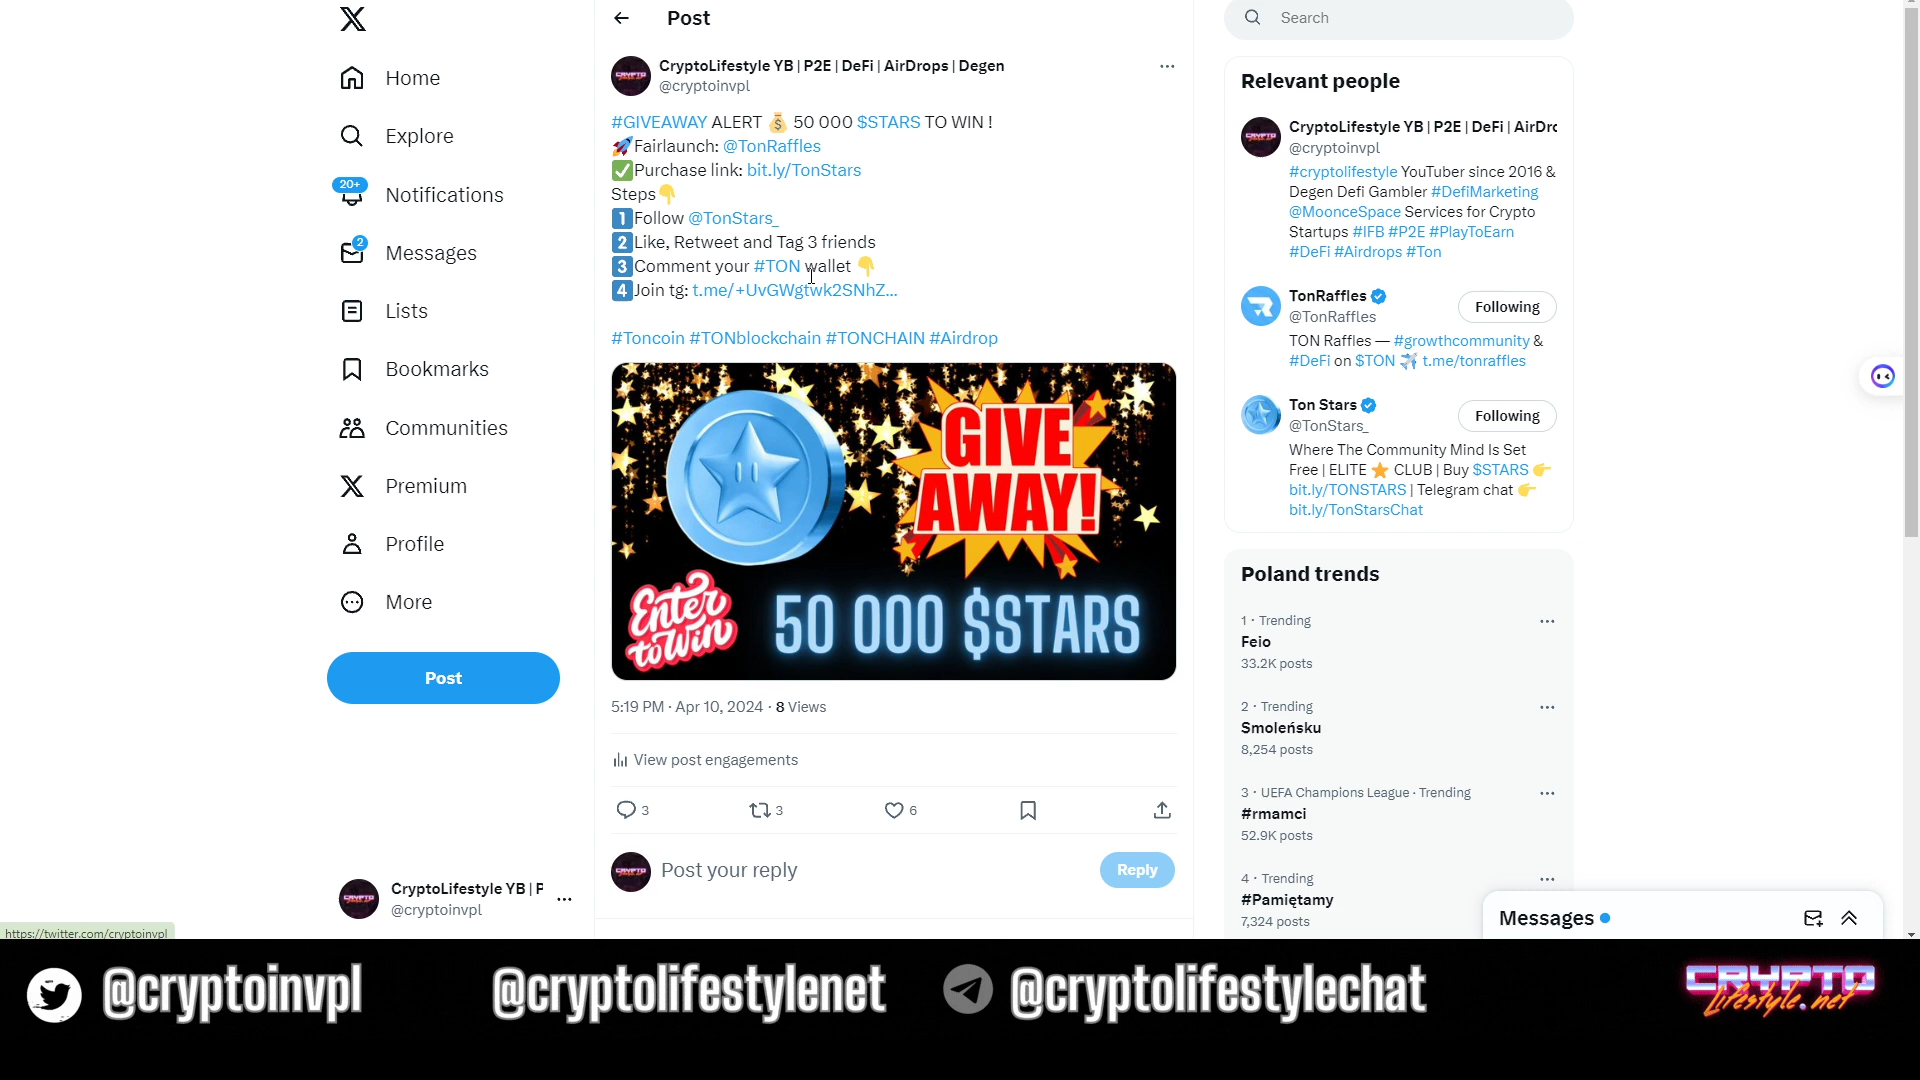 Home
Explore
20+
Notifications
2
Messages
Lists
Bookmarks
Communities
Premium
Profile
More
Post
CryptoLifestyle YB | P
@cryptoinvpl
https://twitter.com/cryptoinvpl
Post
CryptoLifestyle YB | P2E | DeFi | AirDrops | Degen
@cryptoinvpl
#GIVEAWAY ALERT 💰 50 000 $STARS TO WIN !
🚀Fairlaunch: @TonRaffles
✅Purchase link: bit.ly/TonStars
Steps👇
1️⃣Follow @TonStars_
2️⃣Like, Retweet and Tag 3 friends
3️⃣Comment your #TON wallet 👇
4️⃣Join tg: t.me/+UvGWgtwk2SNhZ...
#Toncoin #TONblockchain #TONCHAIN #Airdrop
GIVE
AWAY!
Enter
to Win
50 000 $STARS
5:19 PM · Apr 10, 2024 · 8 Views
View post engagements
3
3
6
CRYPTO
Post your reply
Reply
Search
Relevant people
CryptoLifestyle YB | P2E | DeFi | AirDro
@cryptoinvpl
#cryptolifestyle YouTuber since 2016 &
Degen Defi Gambler #DefiMarketing
@MoonceSpace Services for Crypto
Startups #IFB #P2E #PlayToEarn
#DeFi #Airdrops #Ton
TonRaffles
@TonRaffles
Following
TON Raffles — #growthcommunity &
#DeFi on $TON ✈️ t.me/tonraffles
Ton Stars
@TonStars_
Following
Where The Community Mind Is Set
Free | ELITE ⭐ CLUB | Buy $STARS 👉
bit.ly/TONSTARS | Telegram chat 👉
bit.ly/TonStarsChat
Poland trends
1 · Trending
Feio
33.2K posts
2 · Trending
Smoleńsku
8,254 posts
3 · UEFA Champions League · Trending
#rmamci
52.9K posts
4 · Trending
#Pamiętamy
7,324 posts
Messages
@cryptoinvpl
@cryptolifestylenet
@cryptolifestylechat
CRYPTO
lifestyle.net